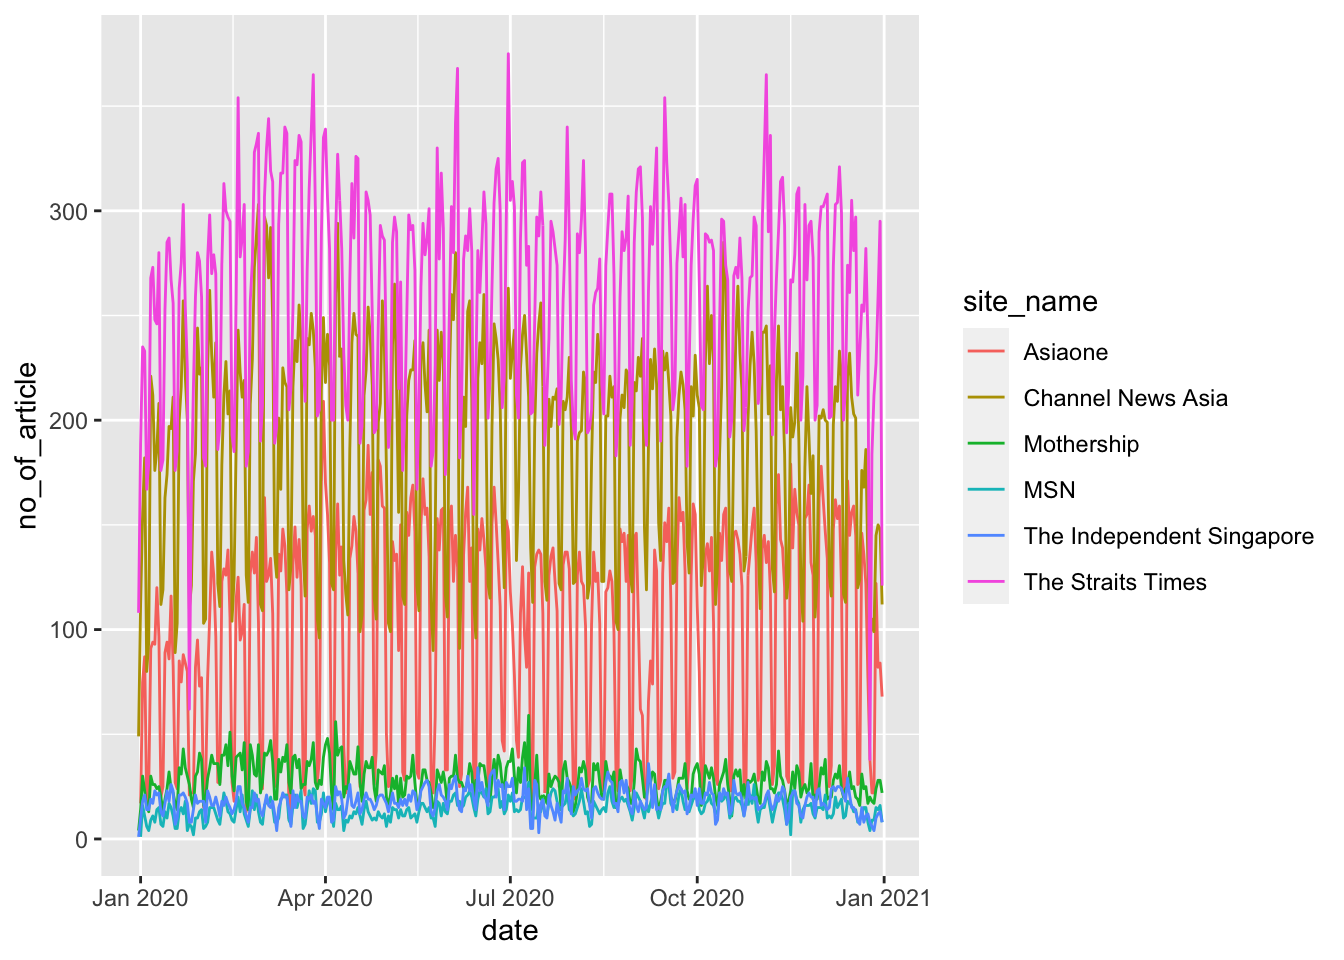 no_of_article
300
200
100
0
Jan 2020
Apr 2020
Jul 2020
Oct 2020
Jan 2021
date
site_name
Asiaone
Channel News Asia
Mothership
MSN
The Independent Singapore
The Straits Times